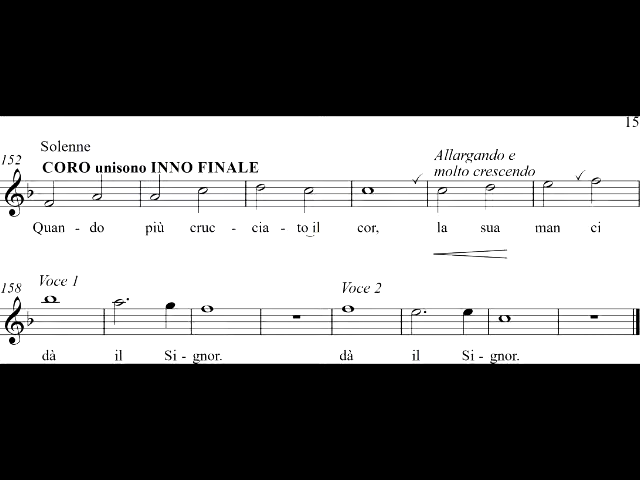 15
Solenne
152
CORO unisono INNO FINALE
Allargando e
molto crescendo
Quan - do più cruc - cia - to il cor, la sua man ci
158
Voce 1
Voce 2
dà il Si - gnor. dà il Si - gnor.